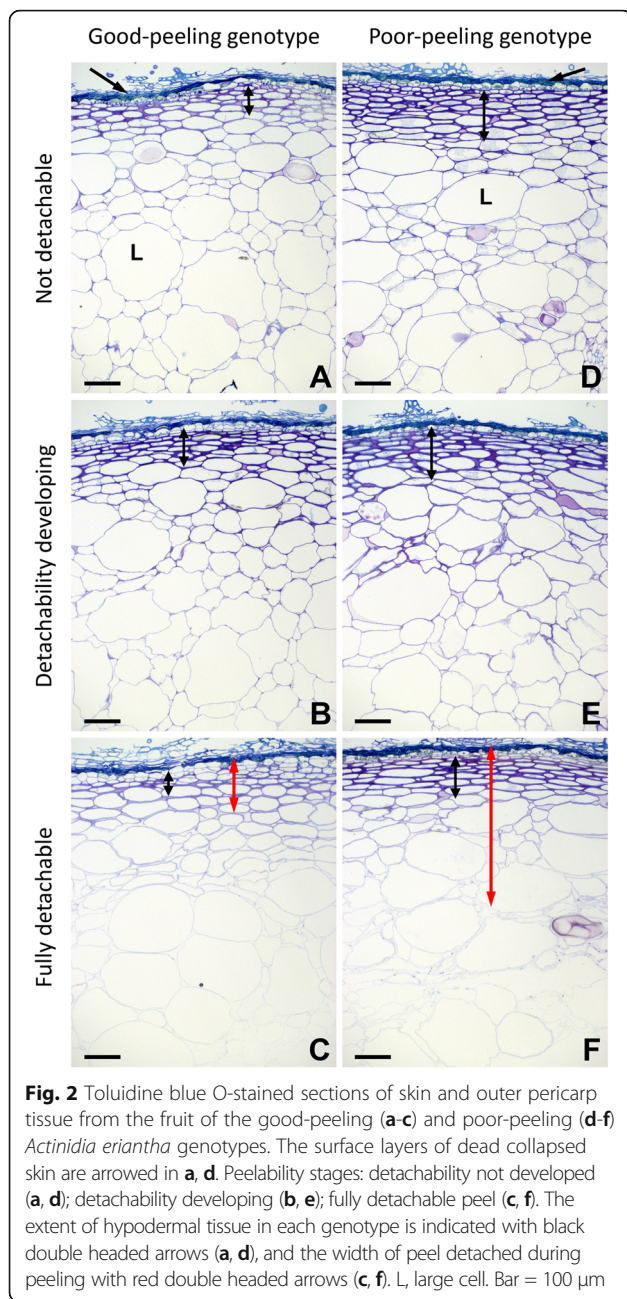 Good-peeling genotype
Poor-peeling genotype
Not detachable
L
A
L
D
Detachability developing
B
E
Fully detachable
C
F
Fig. 2 Toluidine blue O-stained sections of skin and outer pericarp
tissue from the fruit of the good-peeling (a-c) and poor-peeling (d-f)
Actinidia eriantha genotypes. The surface layers of dead collapsed
skin are arrowed in a, d. Peelability stages: detachability not developed
(a, d); detachability developing (b, e); fully detachable peel (c, f). The
extent of hypodermal tissue in each genotype is indicated with black
double headed arrows (a, d), and the width of peel detached during
peeling with red double headed arrows (c, f). L, large cell. Bar = 100 μm